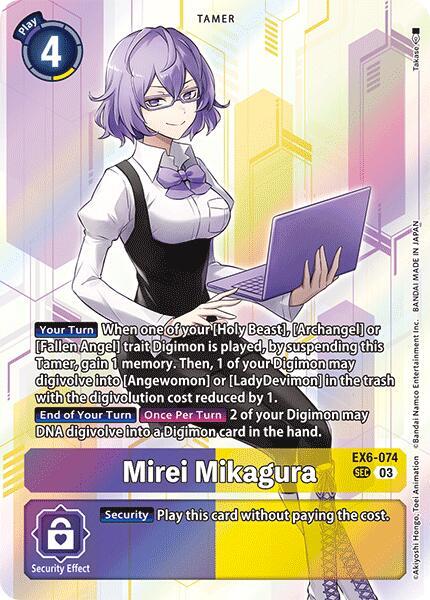 TAMER
Play
4
Takase
Your Turn When one of your [Holy Beast], [Archangel] or
[Fallen Angel] trait Digimon is played, by suspending this
Tamer, gain 1 memory. Then, 1 of your Digimon may
digivolve into [Angewomon] or [LadyDevimon] in the trash
with the digivolution cost reduced by 1.
End of Your Turn Once Per Turn 2 of your Digimon may
DNA digivolve into a Digimon card in the hand.
Mirei Mikagura
EX6-074
SEC 03
Security Play this card without paying the cost.
Security Effect
©Akiyoshi Hongo, Toei Animation ©Bandai Namco Entertainment Inc. BANDAI MADE IN JAPAN